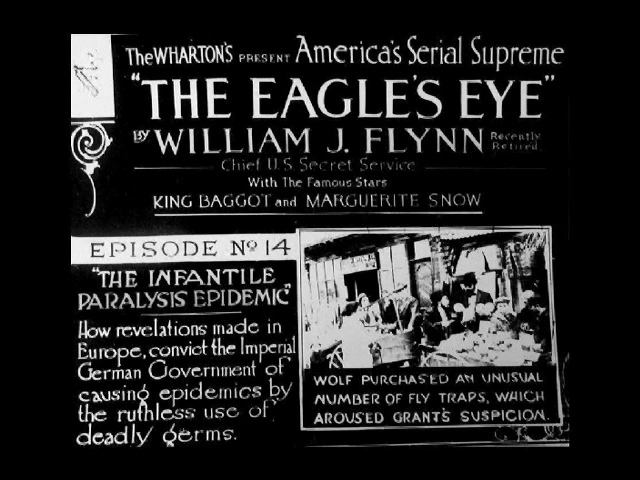 The WHARTON'S PRESENT America's Serial Supreme
"THE EAGLE'S EYE"
BY WILLIAM J. FLYNN Recently Retired.
Chief U.S. Secret Service
With The Famous Stars
KING BAGGOT and MARGUERITE SNOW
EPISODE No 14
"THE INFANTILE
PARALYSIS EPIDEMIC"
How revelations made in
Europe, convict the Imperial
German Government of
causing epidemics by
the ruthless use of
deadly germs.
WOLF PURCHASED AN UNUSUAL
NUMBER OF FLY TRAPS, WHICH
AROUSED GRANT'S SUSPICION.